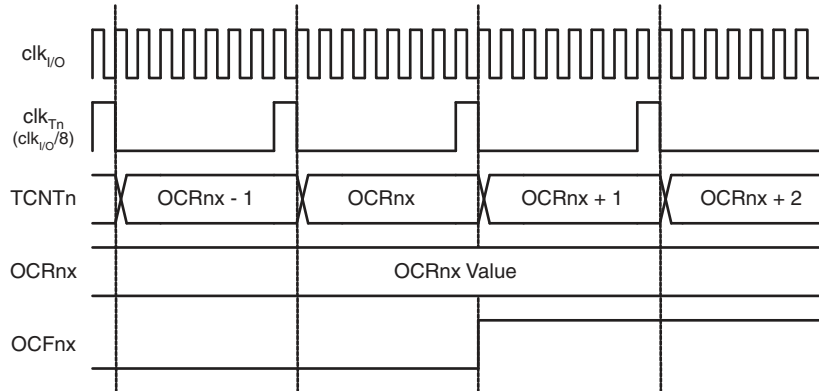 clkI/O
clkTn
(clkI/O/8)
TCNTn OCRnx - 1 OCRnx OCRnx + 1 OCRnx + 2
OCRnx OCRnx Value
OCFnx